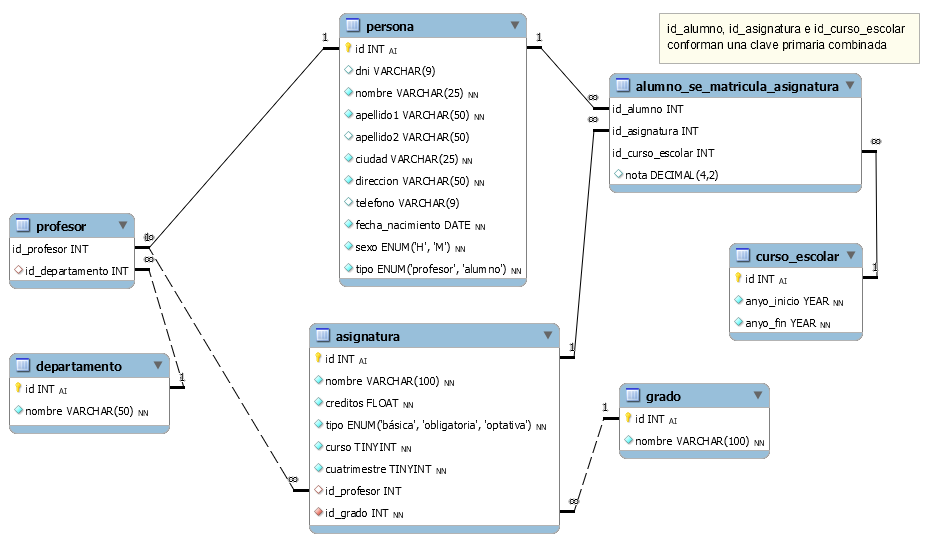 persona
id INT AI
dni VARCHAR(9)
nombre VARCHAR(25) NN
apellido1 VARCHAR(50) NN
apellido2 VARCHAR(50)
ciudad VARCHAR(25) NN
direccion VARCHAR(50) NN
telefono VARCHAR(9)
fecha_nacimiento DATE NN
sexo ENUM('H', 'M') NN
tipo ENUM('profesor', 'alumno') NN
id_alumno, id_asignatura e id_curso_escolar
conforman una clave primaria combinada
alumno_se_matricula_asignatura
id_alumno INT
id_asignatura INT
id_curso_escolar INT
nota DECIMAL(4,2)
profesor
id_profesor INT
id_departamento INT
curso_escolar
id INT AI
anyo_inicio YEAR NN
anyo_fin YEAR NN
departamento
id INT AI
nombre VARCHAR(50) NN
asignatura
id INT AI
nombre VARCHAR(100) NN
creditos FLOAT NN
tipo ENUM('básica', 'obligatoria', 'optativa') NN
curso TINYINT NN
cuatrimestre TINYINT NN
id_profesor INT
id_grado INT NN
grado
id INT AI
nombre VARCHAR(100) NN
1
1
∞
∞
∞
1
∞
1
1
1
∞
1
∞